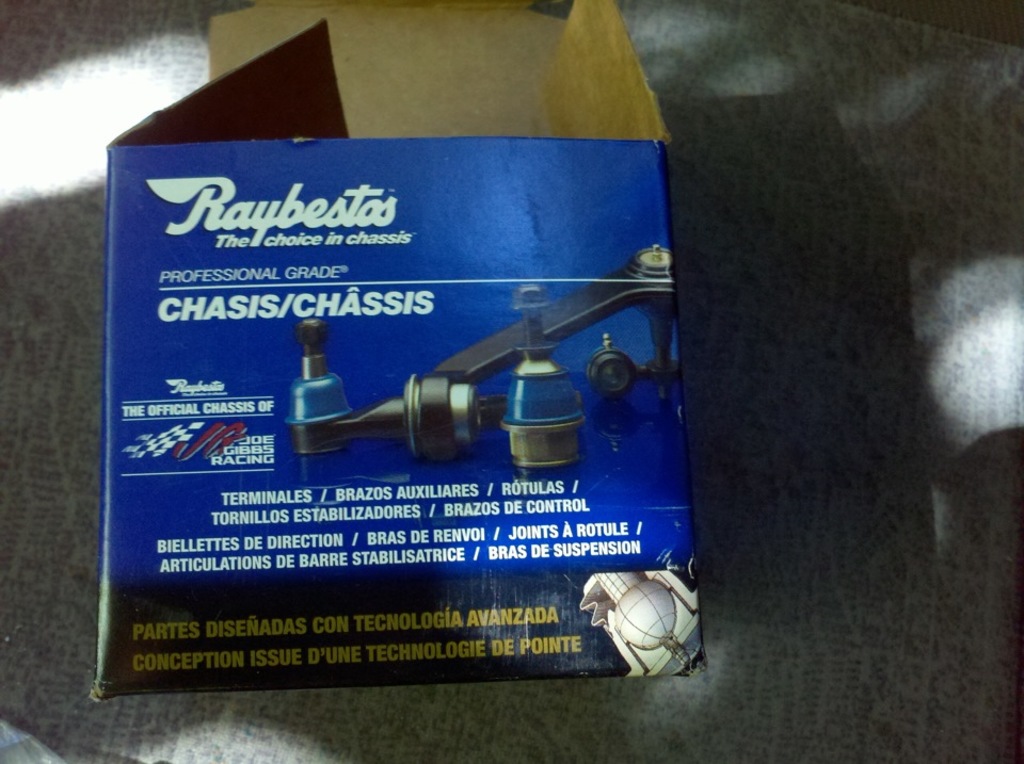 Raybestos™
The choice in chassis
PROFESSIONAL GRADE®
CHASIS/CHÂSSIS
Raybestos
THE OFFICIAL CHASSIS OF
JOE
GIBBS
RACING
TERMINALES / BRAZOS AUXILIARES / RÓTULAS /
TORNILLOS ESTABILIZADORES / BRAZOS DE CONTROL
BIELLETTES DE DIRECTION / BRAS DE RENVOI / JOINTS À ROTULE /
ARTICULATIONS DE BARRE STABILISATRICE / BRAS DE SUSPENSION
PARTES DISEÑADAS CON TECNOLOGÍA AVANZADA
CONCEPTION ISSUE D'UNE TECHNOLOGIE DE POINTE